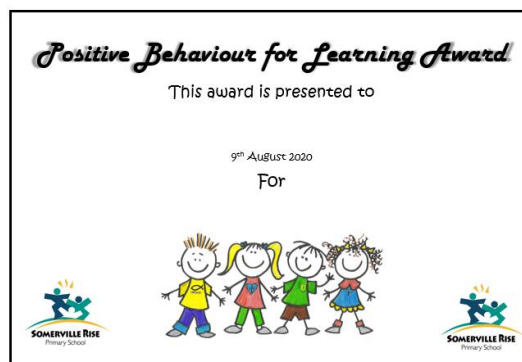 Positive Behaviour for Learning Award
This award is presented to
9th August 2020
For
SOMERVILLE RISE
Primary School
SOMERVILLE RISE
Primary School